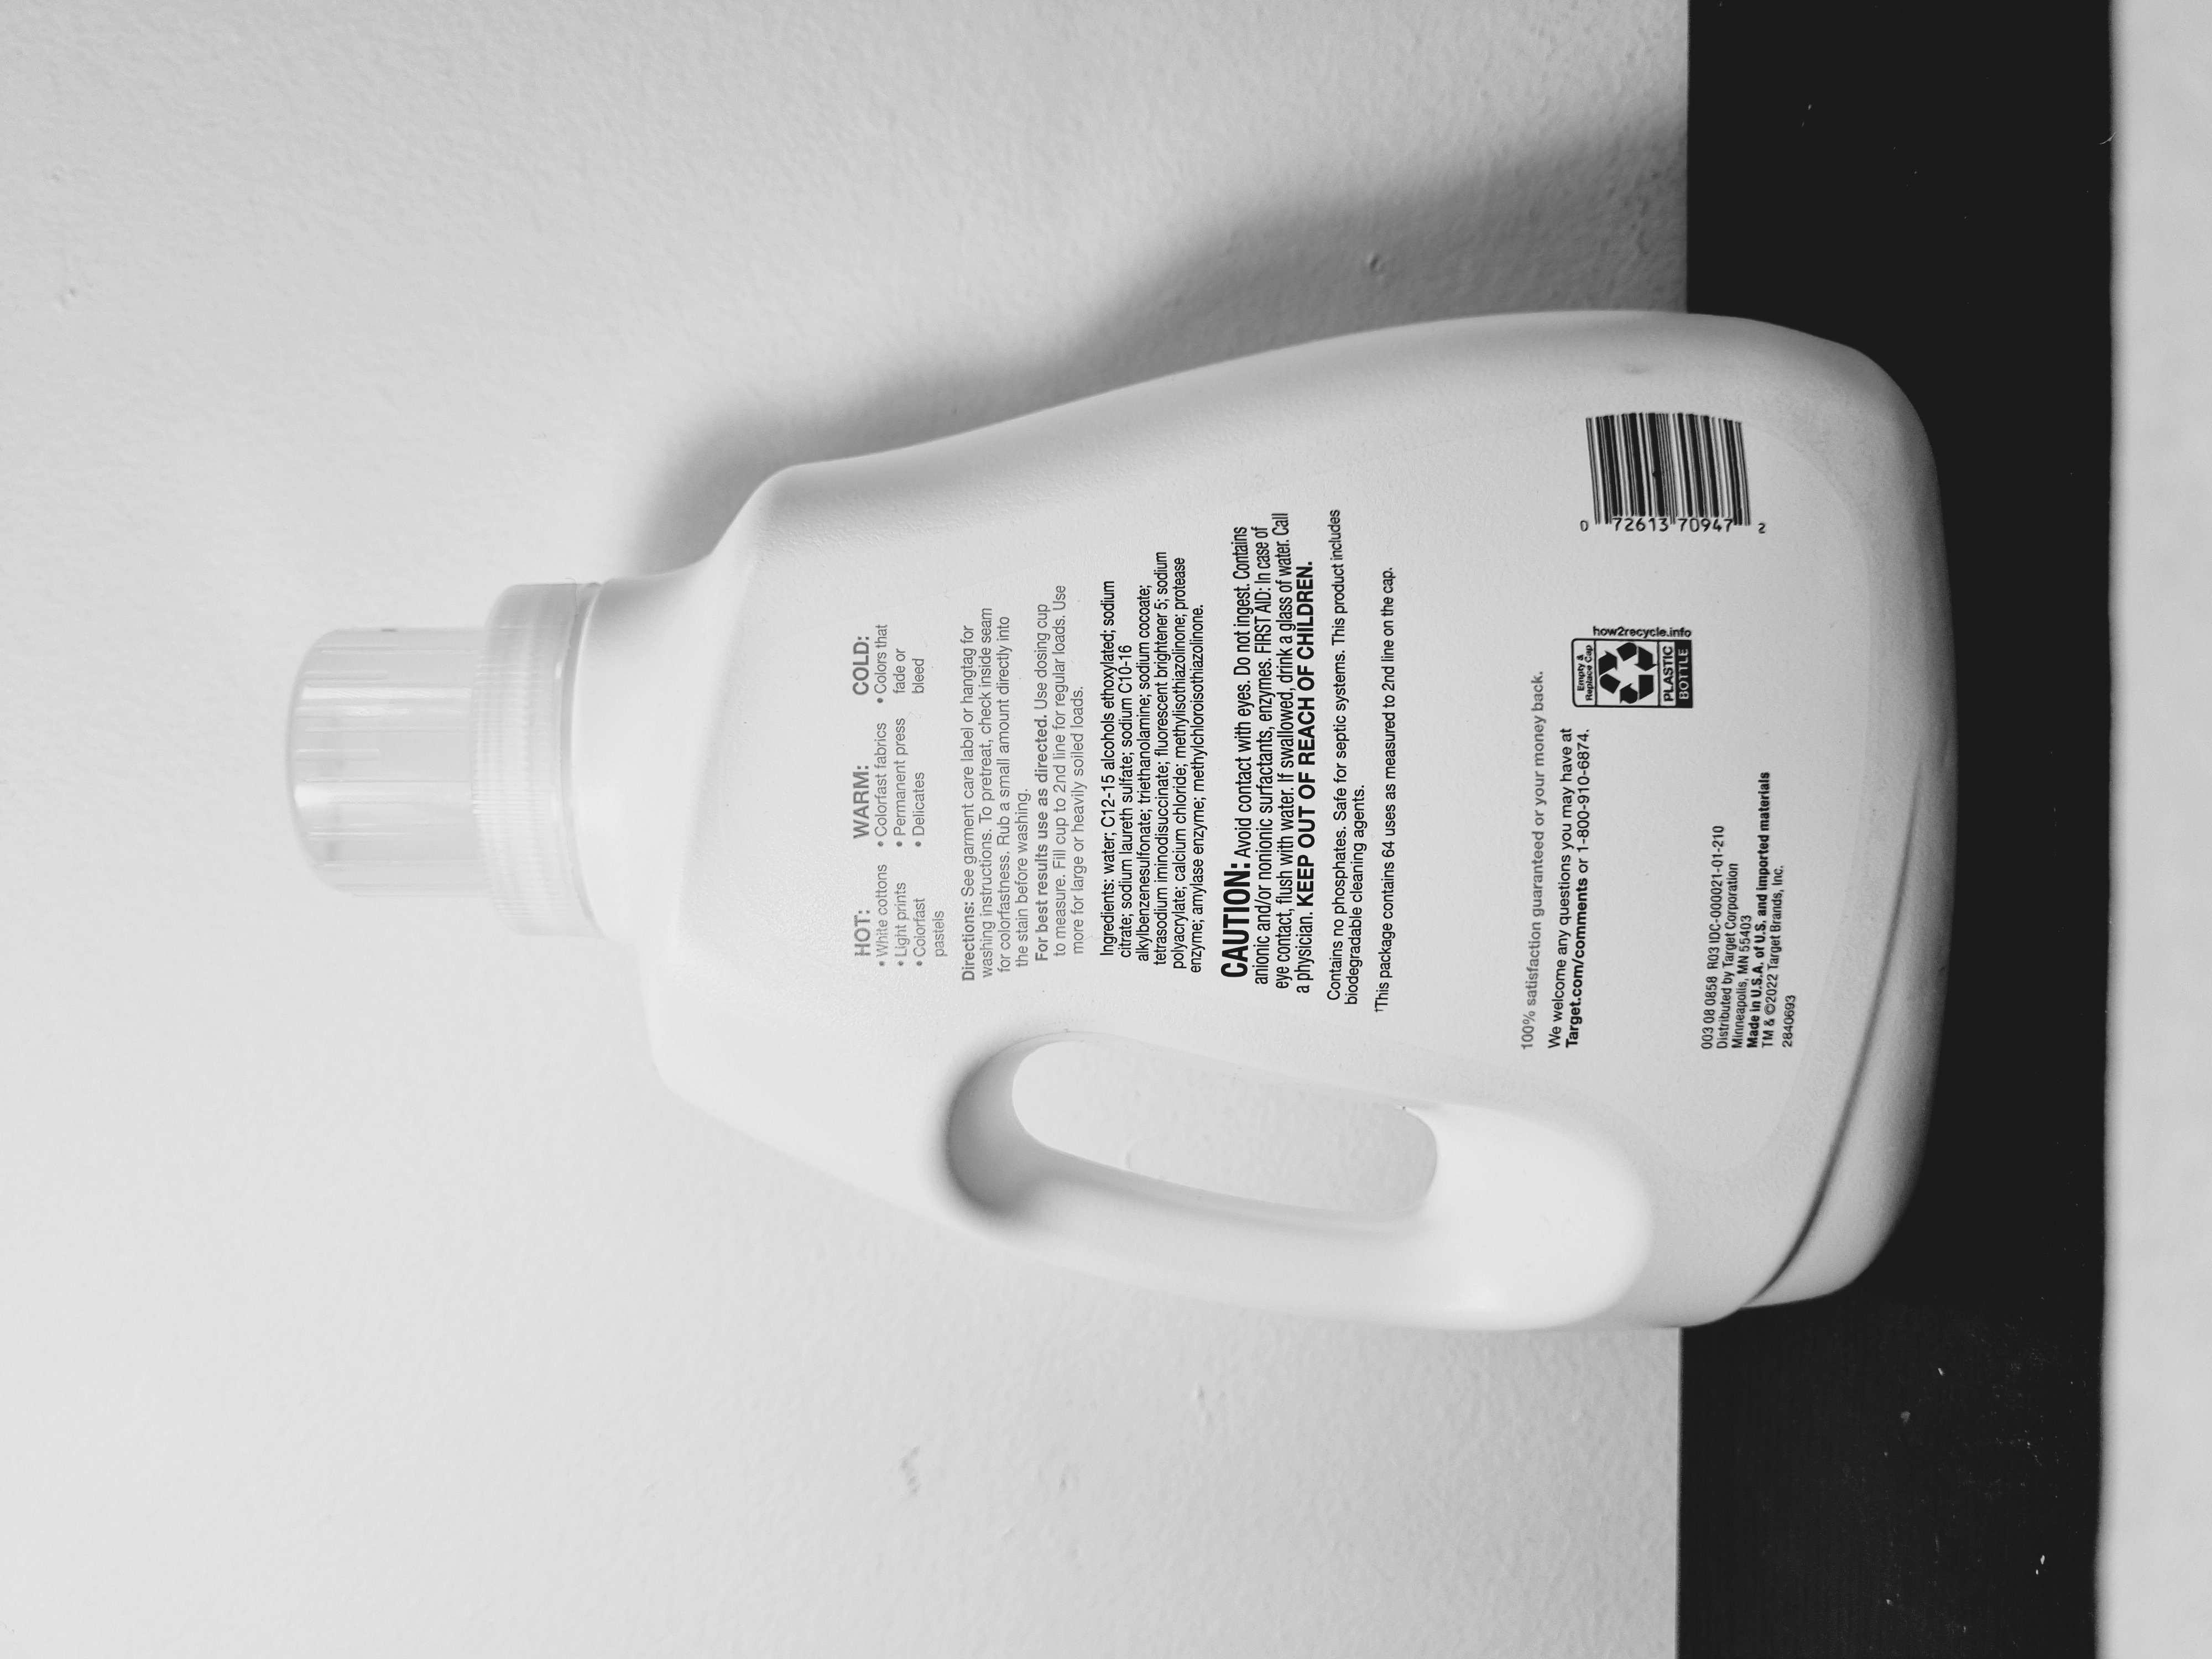 HOT:
• White cottons
• Light prints
• Colorfast
pastels
WARM:
• Colorfast fabrics
• Permanent press
• Delicates
COLD:
• Colors that
fade or
bleed
Directions: See garment care label or hangtag for
washing instructions. To pretreat, check inside seam
for colorfastness. Rub a small amount directly into
the stain before washing.
For best results use as directed. Use dosing cup
to measure. Fill cup to 2nd line for regular loads. Use
more for large or heavily soiled loads.
Ingredients: water; C12-15 alcohols ethoxylated; sodium
citrate; sodium laureth sulfate; sodium C10-16
alkylbenzenesulfonate; triethanolamine; sodium cocoate;
tetrasodium iminodisuccinate; fluorescent brightener 5; sodium
polyacrylate; calcium chloride; methylisothiazolinone; protease
enzyme; amylase enzyme; methylchloroisothiazolinone.
CAUTION: Avoid contact with eyes. Do not ingest. Contains
anionic and/or nonionic surfactants, enzymes. FIRST AID: In case of
eye contact, flush with water. If swallowed, drink a glass of water. Call
a physician. KEEP OUT OF REACH OF CHILDREN.
Contains no phosphates. Safe for septic systems. This product includes
biodegradable cleaning agents.
†This package contains 64 uses as measured to 2nd line on the cap.
100% satisfaction guaranteed or your money back.
We welcome any questions you may have at
Target.com/comments or 1-800-910-6874.
Empty &
Replace Cap
PLASTIC
BOTTLE
how2recycle.info
0 72613 70947 2
003 08 0858 R03 IDC-000021-01-210
Distributed by Target Corporation
Minneapolis, MN 55403
Made in U.S.A. of U.S. and imported materials
TM & ©2022 Target Brands, Inc.
2840693